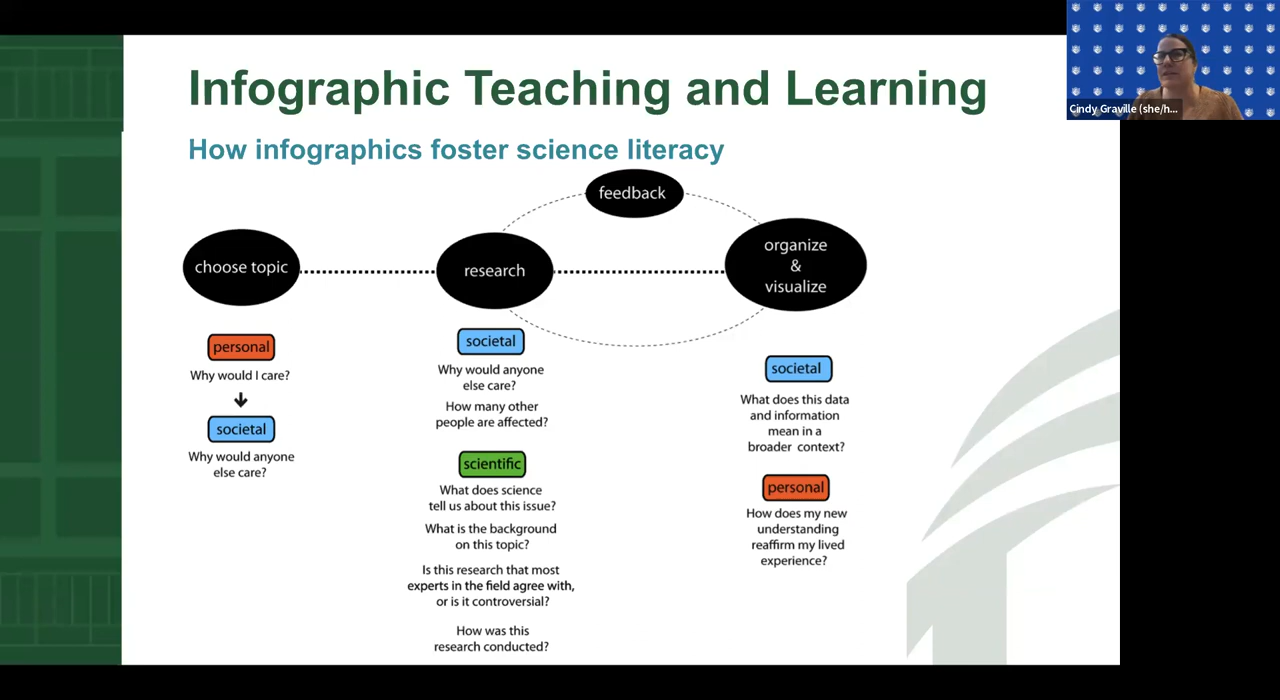 Infographic Teaching and Learning
How infographics foster science literacy
Cindy Graville (she/h...
feedback
choose topic
research
organize
&
visualize
personal
Why would I care?
societal
Why would anyone
else care?
societal
Why would anyone
else care?
How many other
people are affected?
scientific
What does science
tell us about this issue?
What is the background
on this topic?
Is this research that most
experts in the field agree with,
or is it controversial?
How was this
research conducted?
societal
What does this data
and information
mean in a
broader context?
personal
How does my new
understanding
reaffirm my lived
experience?